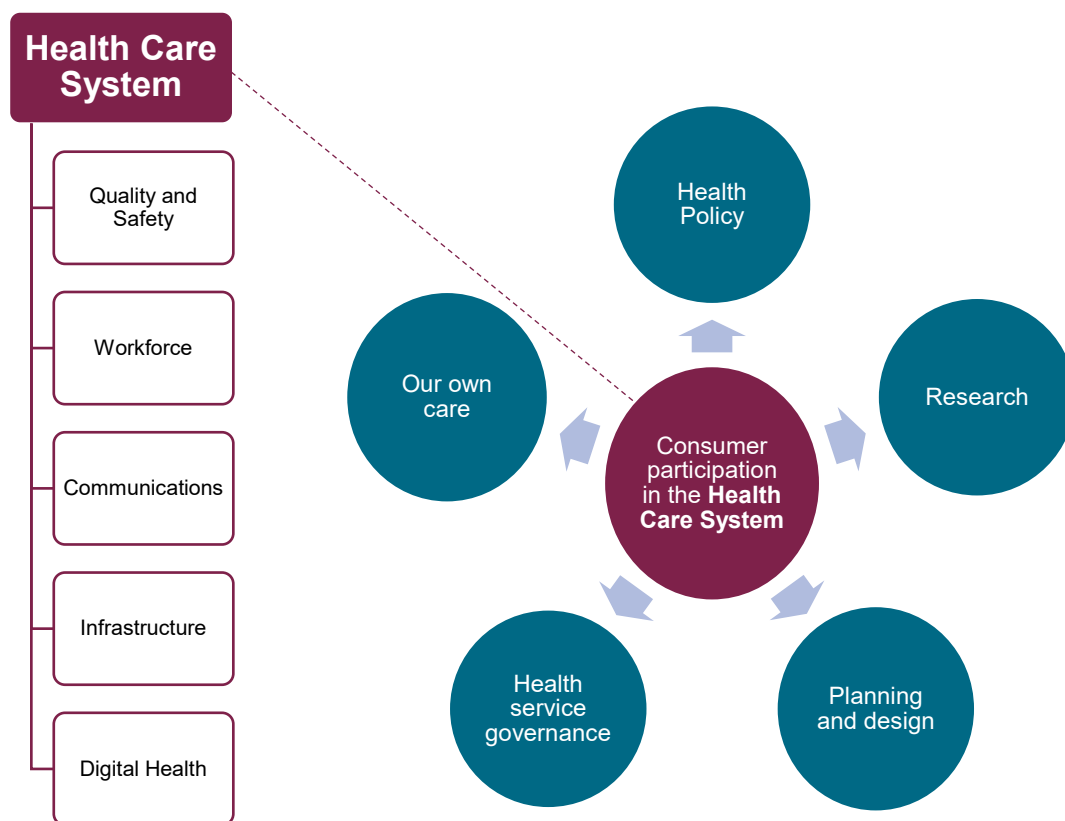 Health Care
System
Quality and
Safety
Workforce
Communications
Infrastructure
Digital Health
Health
Policy
Our own
care
Research
Consumer
participation
in the Health
Care System
Health
service
governance
Planning
and design